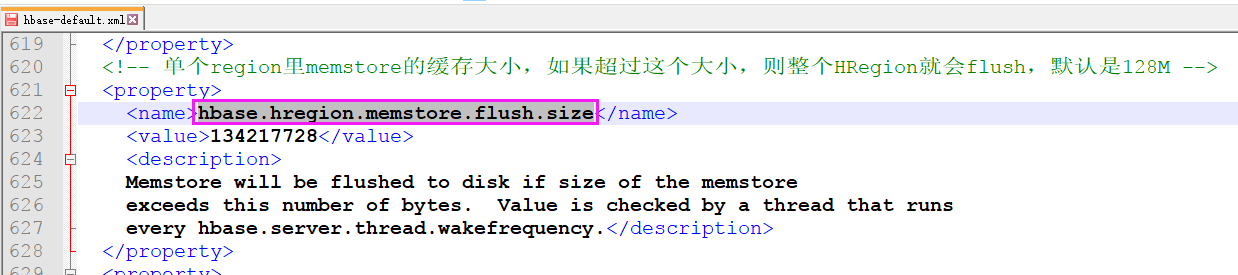 hbase-default.xml
619 </property>
620 <!-- 单个region里memstore的缓存大小，如果超过这个大小，则整个HRegion就会flush，默认是128M -->
621 <property>
622 <name>hbase.hregion.memstore.flush.size</name>
623 <value>134217728</value>
624 <description>
625 Memstore will be flushed to disk if size of the memstore
626 exceeds this number of bytes.  Value is checked by a thread that runs
627 every hbase.server.thread.wakefrequency.</description>
628 </property>
629 <property>